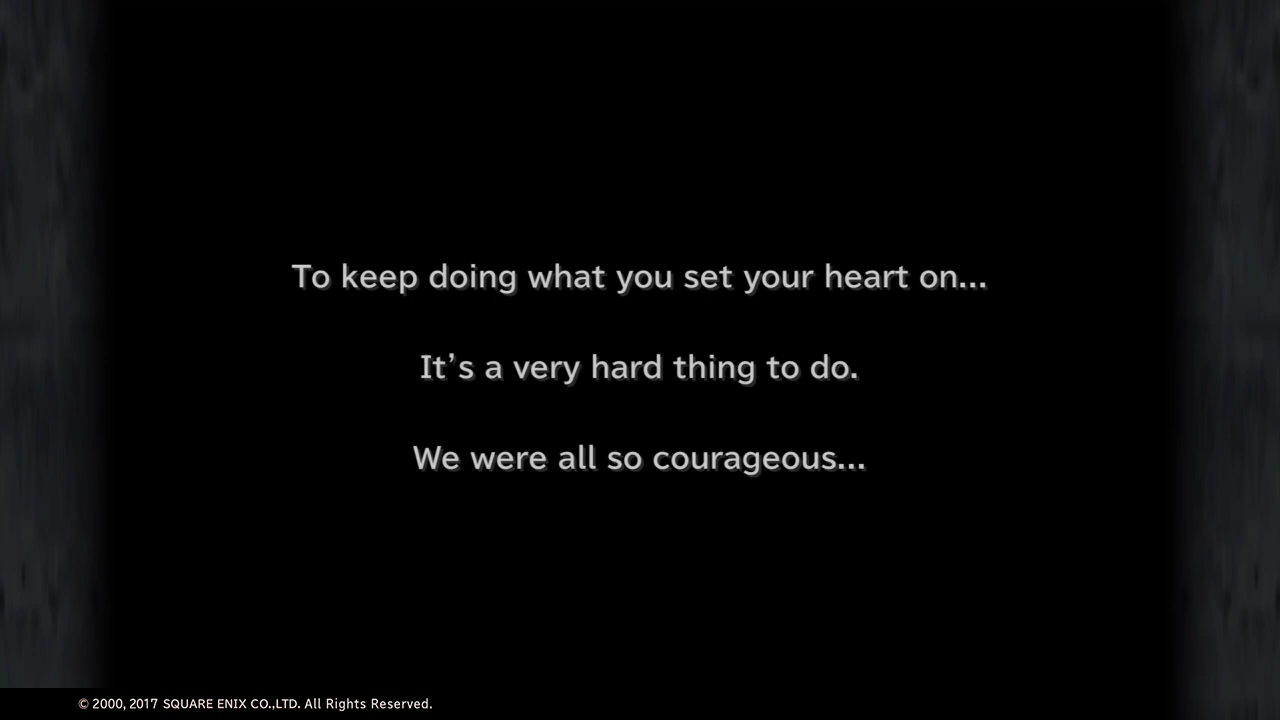 To keep doing what you set your heart on...
It's a very hard thing to do.
We were all so courageous...
© 2000, 2017 SQUARE ENIX CO.,LTD. All Rights Reserved.